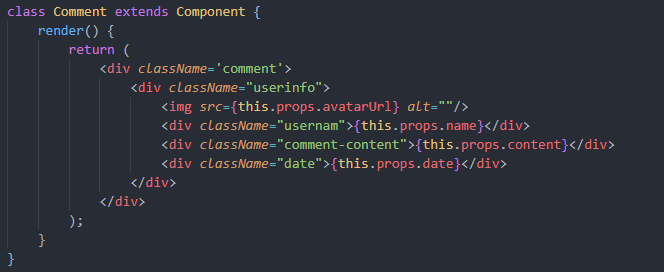 class Comment extends Component {
render() {
return (
<div className='comment'>
<div className="userinfo">
<img src={this.props.avatarUrl} alt=""/>
<div className="usernam">{this.props.name}</div>
<div className="comment-content">{this.props.content}</div>
<div className="date">{this.props.date}</div>
</div>
</div>
);
}
}